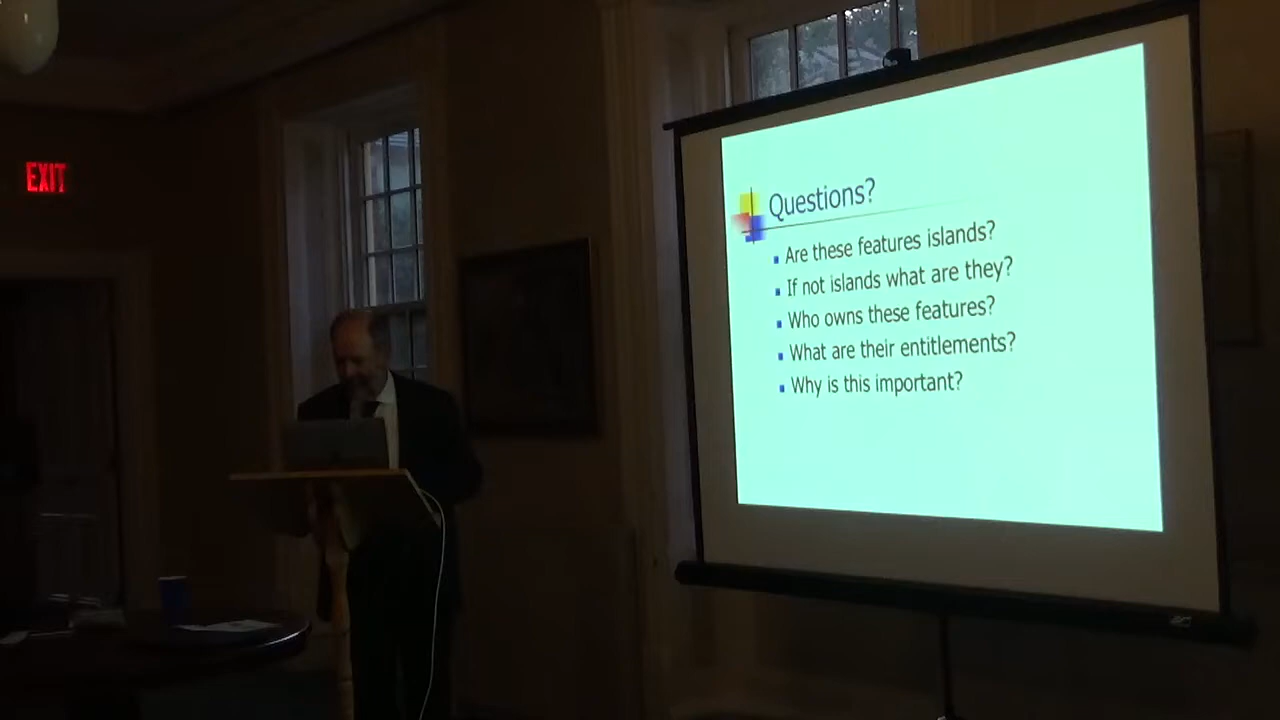 EXIT
Questions?
Are these features islands?
If not islands what are they?
Who owns these features?
What are their entitlements?
Why is this important?